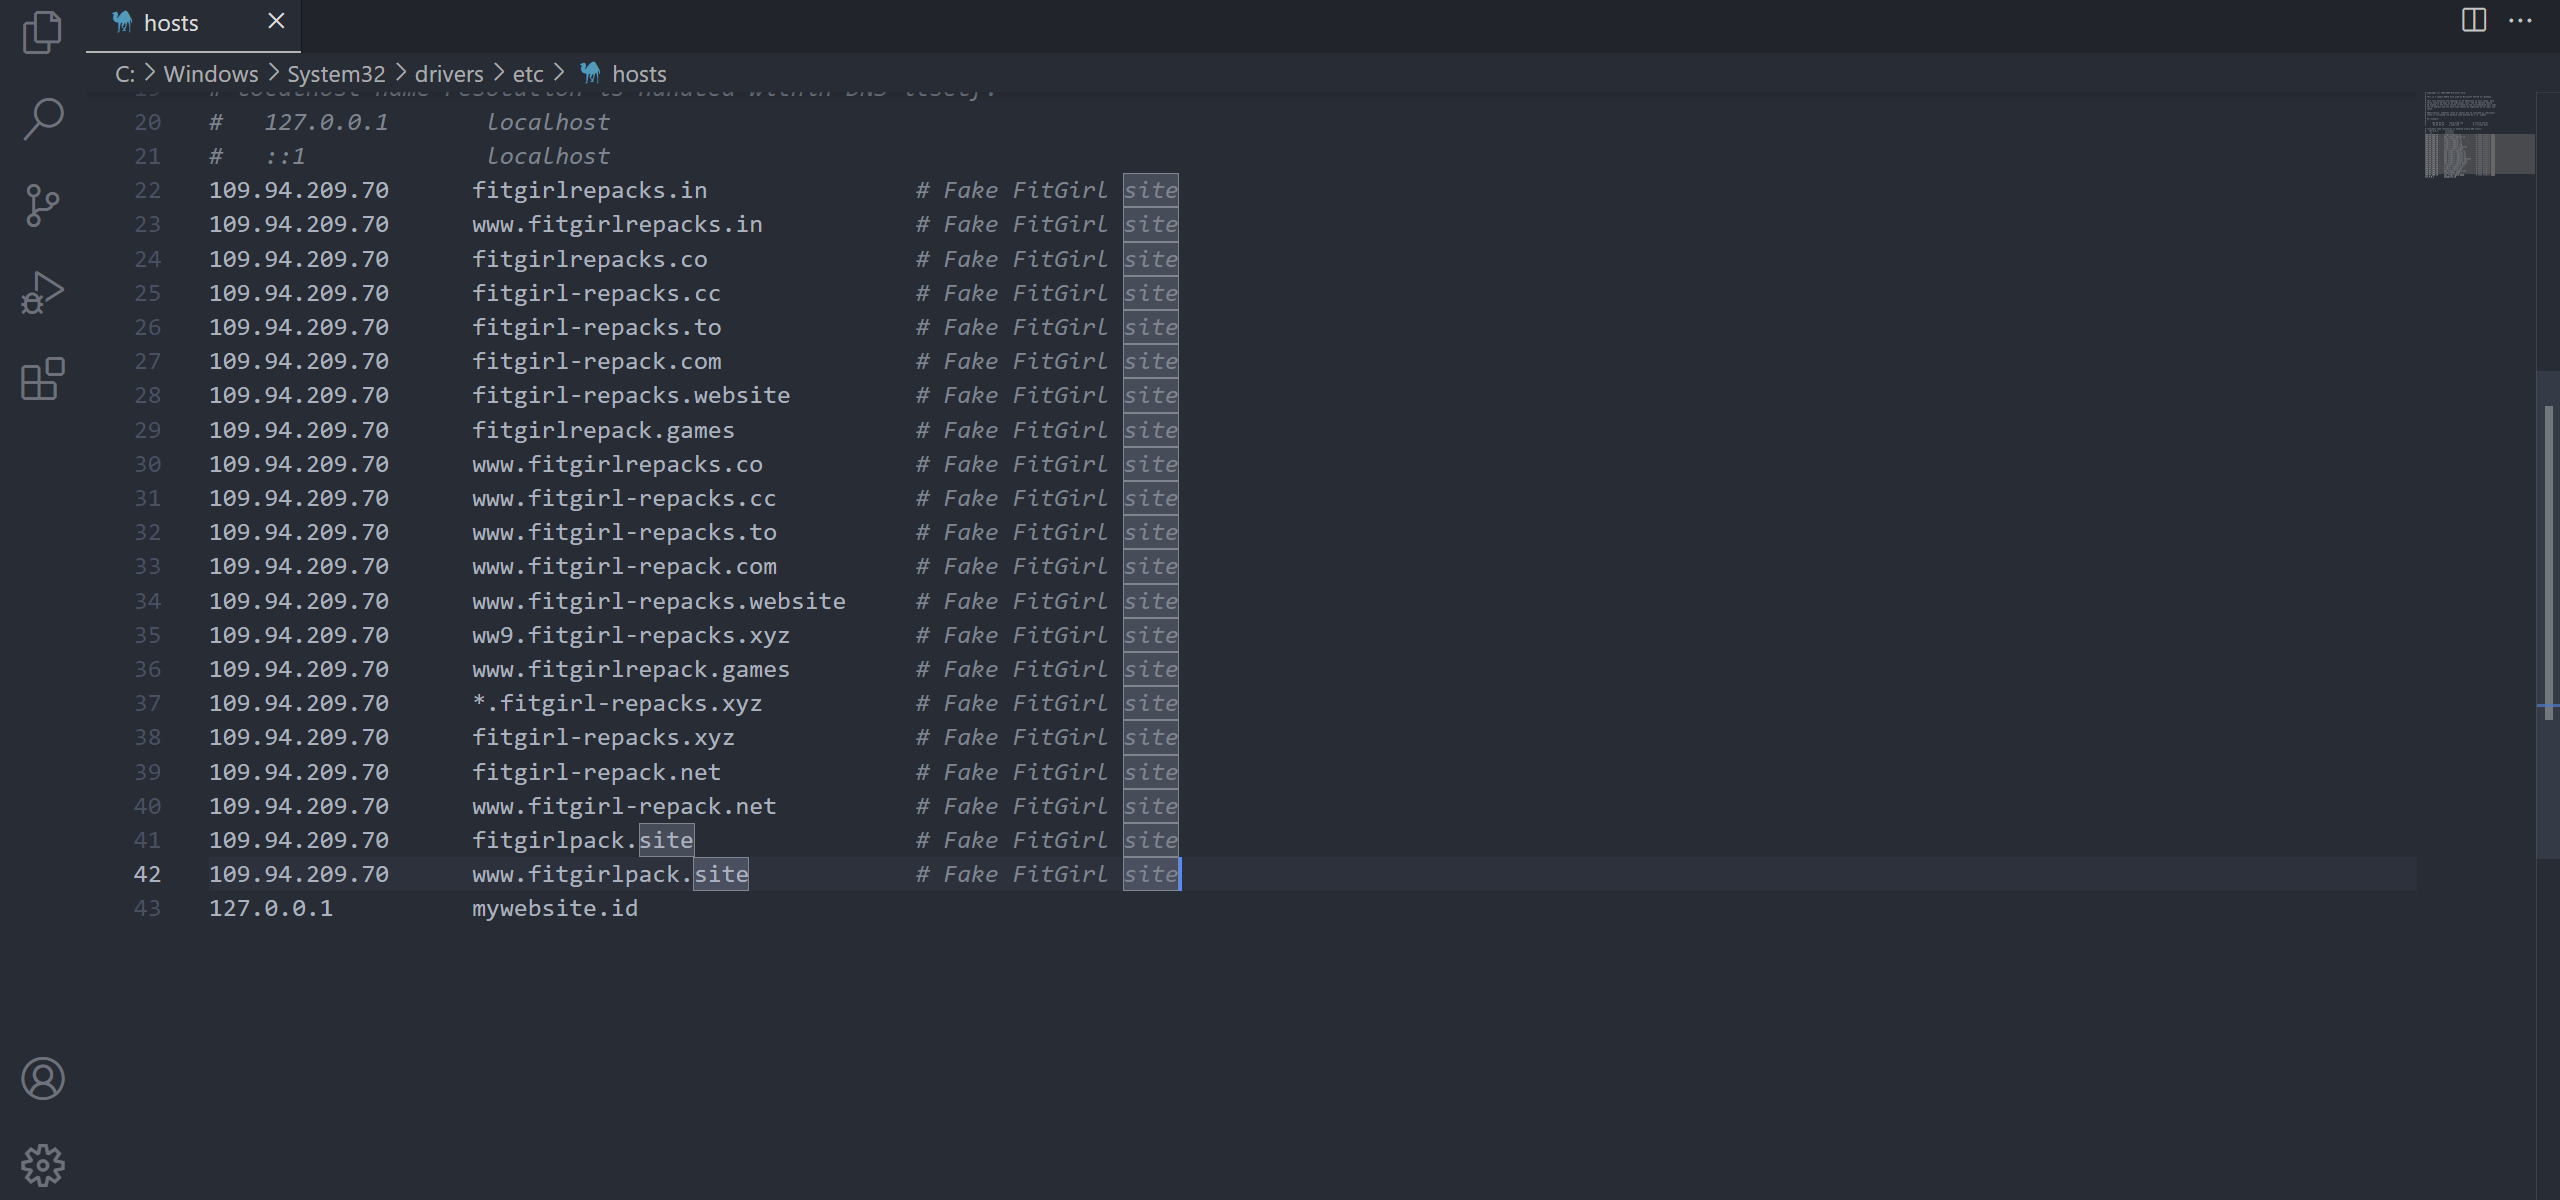 hosts
C: > Windows > System32 > drivers > etc > hosts
# localhost name resolution is handled within DNS itself.
20 # 127.0.0.1 localhost
21 # ::1 localhost
22 109.94.209.70 fitgirlrepacks.in # Fake FitGirl site
23 109.94.209.70 www.fitgirlrepacks.in # Fake FitGirl site
24 109.94.209.70 fitgirlrepacks.co # Fake FitGirl site
25 109.94.209.70 fitgirl-repacks.cc # Fake FitGirl site
26 109.94.209.70 fitgirl-repacks.to # Fake FitGirl site
27 109.94.209.70 fitgirl-repack.com # Fake FitGirl site
28 109.94.209.70 fitgirl-repacks.website # Fake FitGirl site
29 109.94.209.70 fitgirlrepack.games # Fake FitGirl site
30 109.94.209.70 www.fitgirlrepacks.co # Fake FitGirl site
31 109.94.209.70 www.fitgirl-repacks.cc # Fake FitGirl site
32 109.94.209.70 www.fitgirl-repacks.to # Fake FitGirl site
33 109.94.209.70 www.fitgirl-repack.com # Fake FitGirl site
34 109.94.209.70 www.fitgirl-repacks.website # Fake FitGirl site
35 109.94.209.70 ww9.fitgirl-repacks.xyz # Fake FitGirl site
36 109.94.209.70 www.fitgirlrepack.games # Fake FitGirl site
37 109.94.209.70 *.fitgirl-repacks.xyz # Fake FitGirl site
38 109.94.209.70 fitgirl-repacks.xyz # Fake FitGirl site
39 109.94.209.70 fitgirl-repack.net # Fake FitGirl site
40 109.94.209.70 www.fitgirl-repack.net # Fake FitGirl site
41 109.94.209.70 fitgirlpack.site # Fake FitGirl site
42 109.94.209.70 www.fitgirlpack.site # Fake FitGirl site
43 127.0.0.1 mywebsite.id